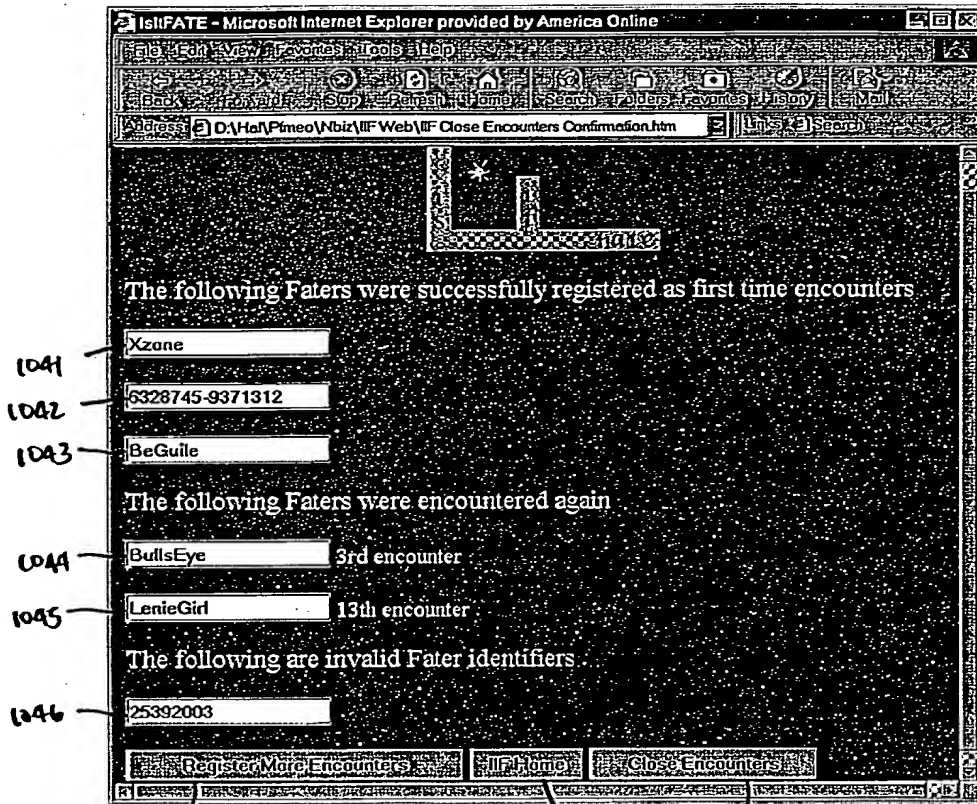 IsItFATE - Microsoft Internet Explorer provided by America Online
File Edit View Favorites Tools Help
Back Forward Stop Refresh Home Search Folders Favorites History Mail
Address D:\Hal\Pfmeo\Nbiz\IIF Web\IIF Close Encounters Confirmation.htm Links Search
The following Faters were successfully registered as first time encounters
1041 Xzane
1042 6328745-9371312
1043 BeGuile
The following Faters were encountered again
1044 BullsEye 3rd encounter
1045 LenieGirl 13th encounter
The following are invalid Fater identifiers
1046 25392003
Register More Encounters IIF Home Close Encounters